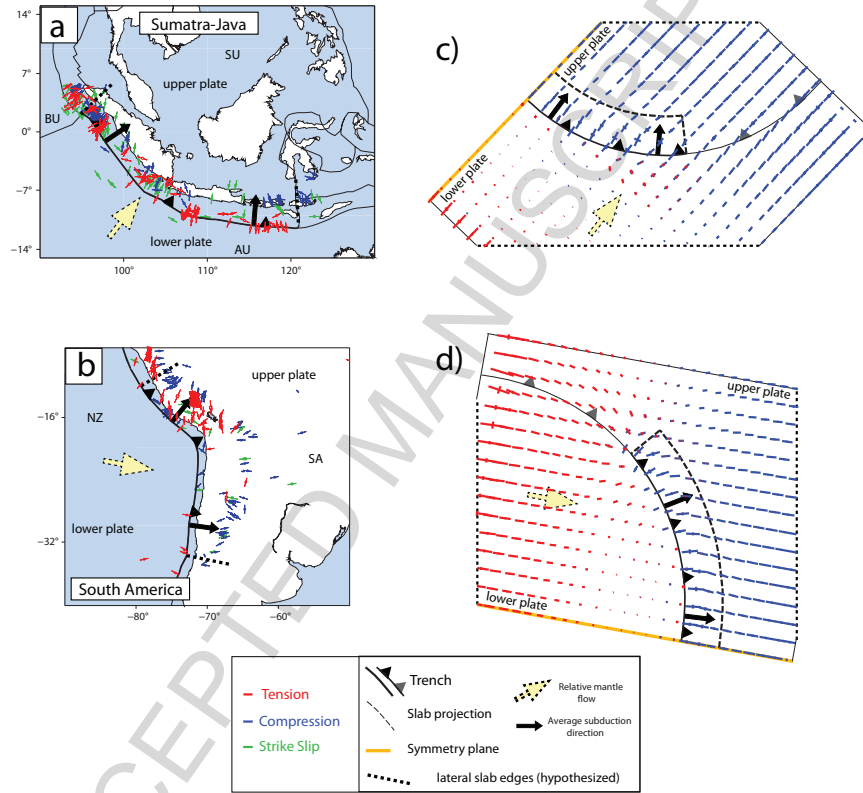 a
Sumatra-Java
SU
upper plate
14°
7°
BU
0°
−7°
lower plate
AU
−14°
100°
110°
120°
c)
upper plate
lower plate
b
upper plate
−16°
NZ
SA
lower plate
−32°
South America
−80°
−70°
−60°
d)
upper plate
lower plate
Tension
Compression
Strike Slip
Trench
Slab projection
Symmetry plane
lateral slab edges (hypothesized)
Relative mantle
flow
Average subduction
direction
ACCEPTED MANUSCRIPT